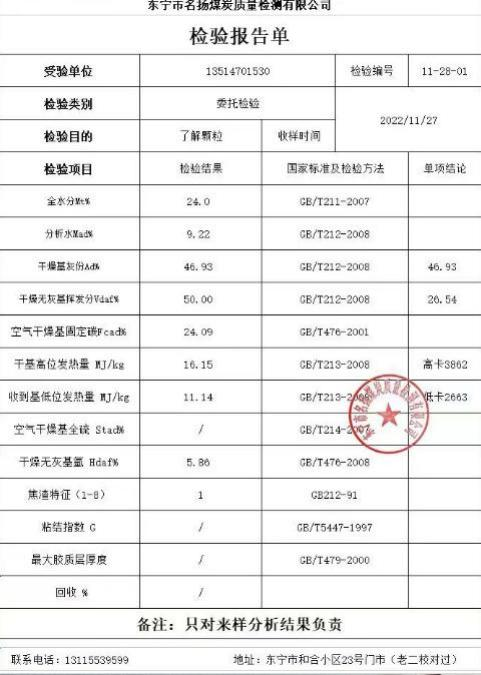 东宁市名扬煤炭质量检测有限公司
检验报告单
受验单位 13514701530 检验编号 11-28-01
检验类别 委托检验 2022/11/27
检验目的 了解颗粒 收样时间
检验项目 检验结果 国家标准及检验方法 单项结论
全水分Mt% 24.0 GB/T211-2007
分析水Mad% 9.22 GB/T212-2008
干燥基灰份Ad% 46.93 GB/T212-2008 46.93
干燥无灰基挥发分Vdaf% 50.00 GB/T212-2008 26.54
空气干燥基固定碳Fcad% 24.09 GB/T476-2001
干基高位发热量 MJ/kg 16.15 GB/T213-2008 高卡3862
收到基低位发热量 MJ/kg 11.14 GB/T213-2008 低卡2663
空气干燥基全硫 Stad% / GB/T214-2007
干燥无灰基氢 Hdaf% 5.86 GB/T476-2008
焦渣特征（1-8） 1 GB212-91
粘结指数 G / GB/T5447-1997
最大胶质层厚度 / GB/T479-2000
回收 % /
备注：只对来样分析结果负责
联系电话：13115539599 地址：东宁市和合小区23号门市（老二校对过）